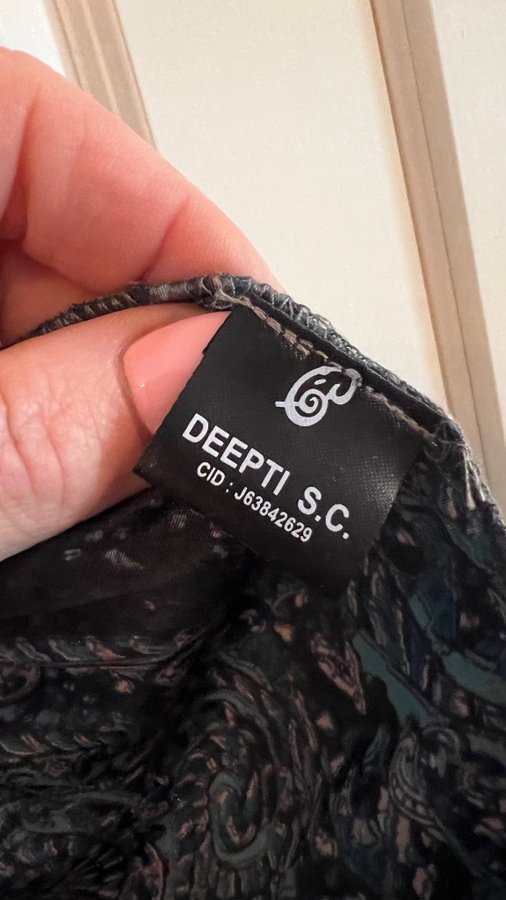 DEEPTI S.C.
CID : J63842629